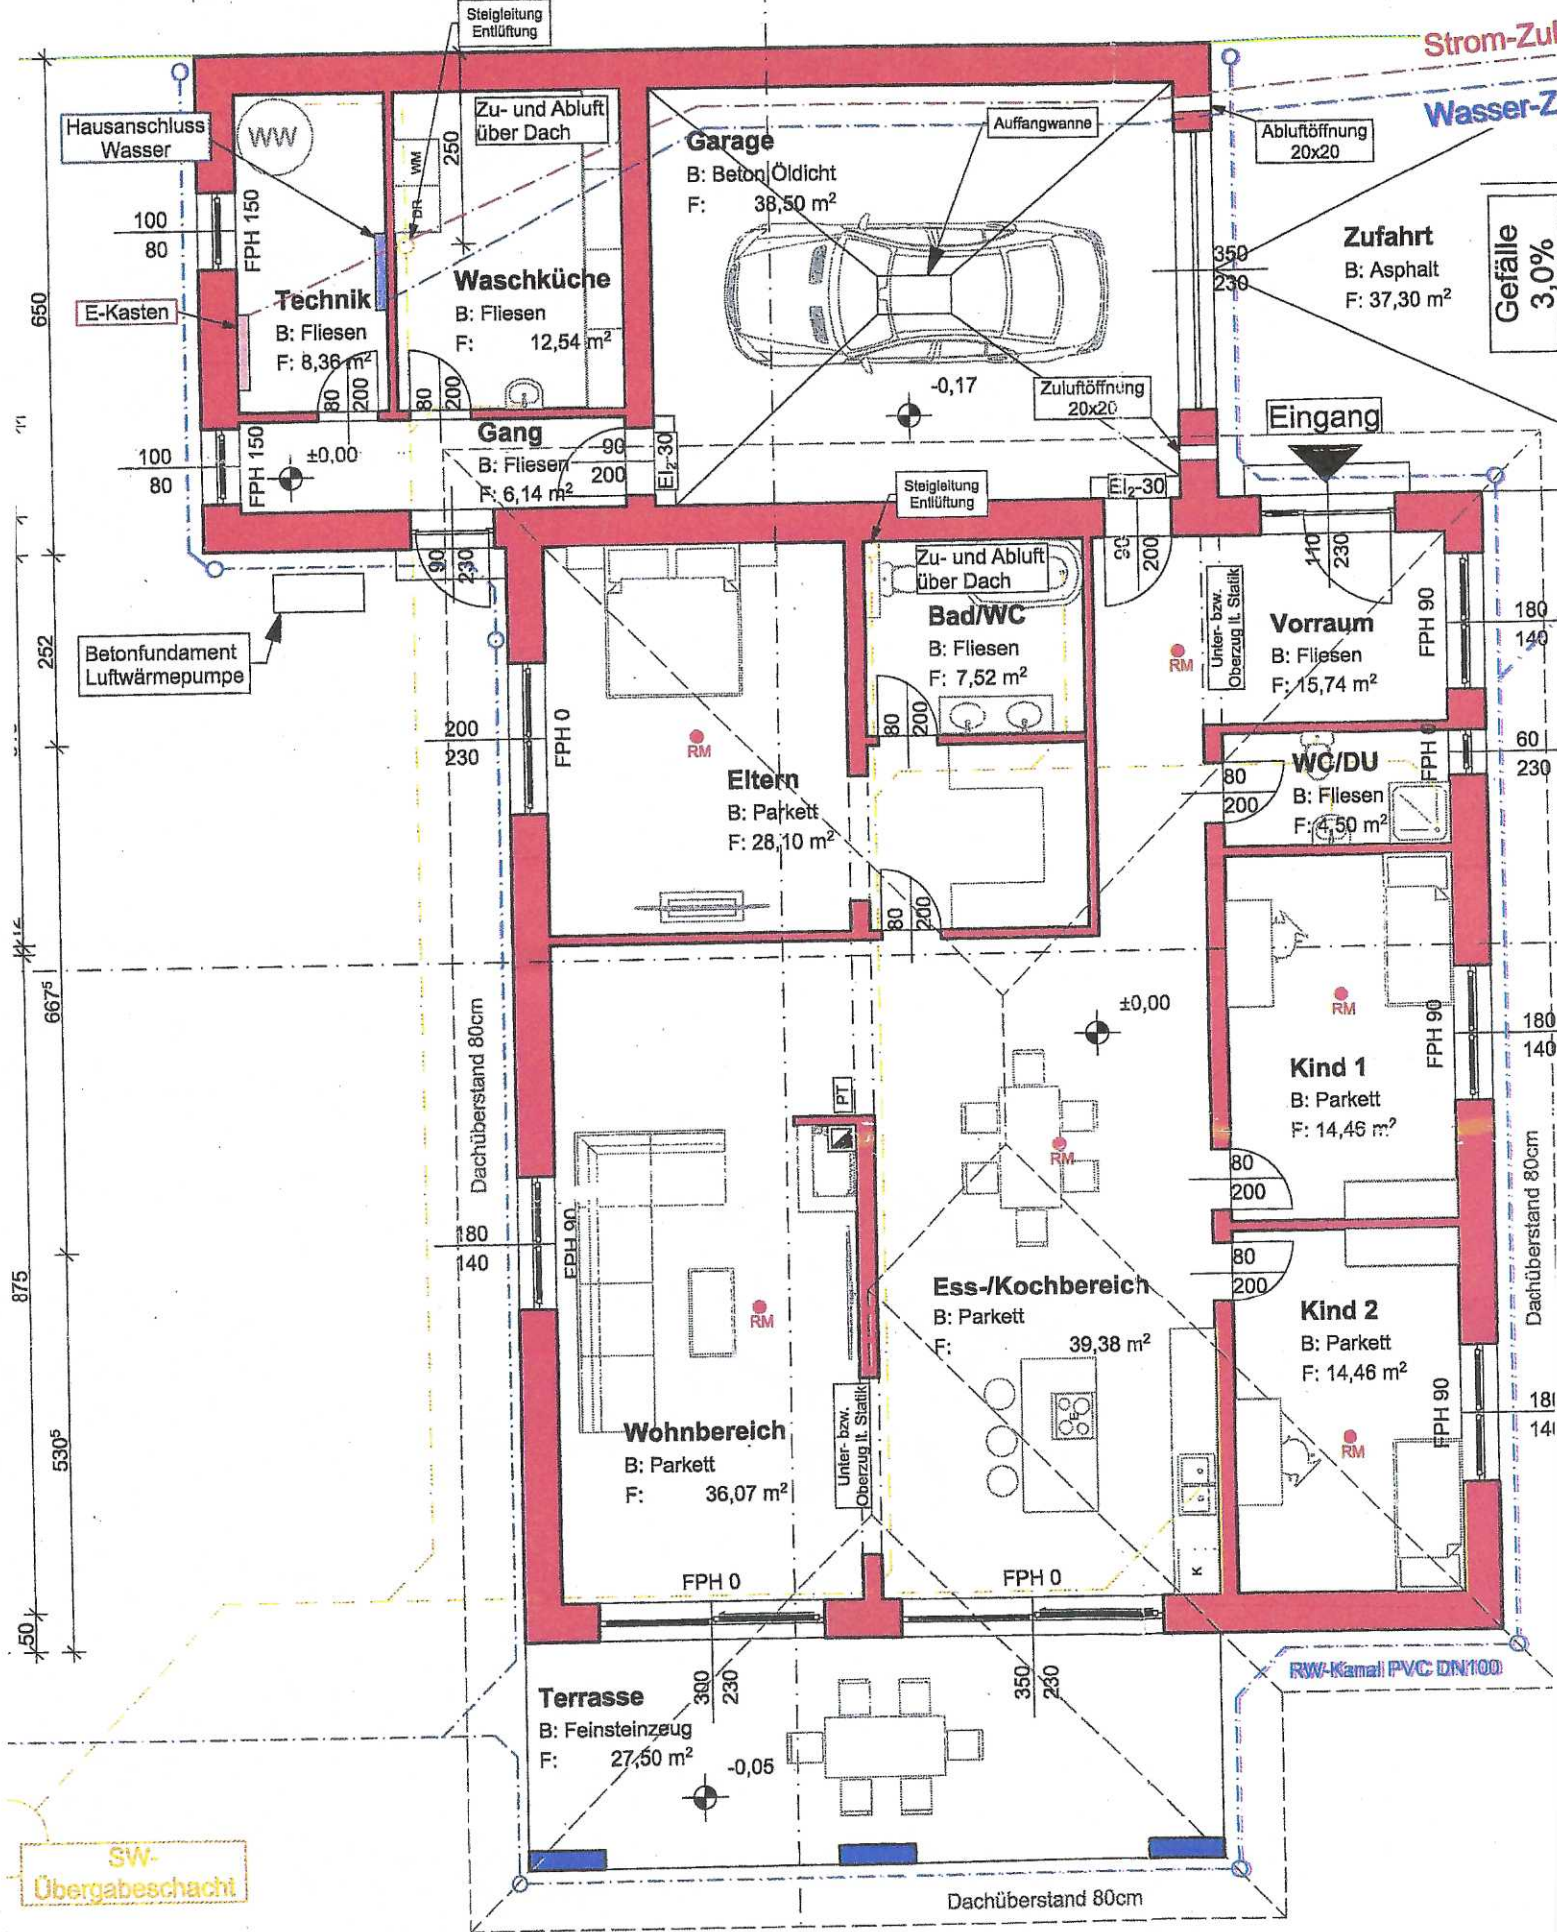 Steigleitung
Entlüftung
Strom-Zul
Wasser-Z
Hausanschluss
Wasser
WW
Zu- und Abluft
über Dach
WM
DR
250
Garage
B: Beton Öldicht
F: 38,50 m²
Auffangwanne
Abluftöffnung
20x20
Zufahrt
B: Asphalt
F: 37,30 m²
Gefälle
3,0%
350
230
100
80
FPH 150
650
E-Kasten
Technik
B: Fliesen
F: 8,36 m²
80
200
Waschküche
B: Fliesen
F: 12,54 m²
80
200
-0,17
Zuluftöffnung
20x20
Eingang
100
80
FPH 150
±0,00
Gang
B: Fliesen
F: 6,14 m²
90
200
EI₂-30
Steigleitung
Entlüftung
EI₂-30
90
230
Zu- und Abluft
über Dach
90
200
110
230
Betonfundament
Luftwärmepumpe
252
Bad/WC
B: Fliesen
F: 7,52 m²
80
200
RM
Unter- bzw.
Oberzug lt. Statik
Vorraum
B: Fliesen
F: 15,74 m²
FPH 90
180
140
200
230
FPH 0
RM
Eltern
B: Parkett
F: 28,10 m²
80
200
80
200
WC/DU
B: Fliesen
F: 4,50 m²
FPH 0
60
230
667⁵
Dachüberstand 80cm
±0,00
RM
Kind 1
B: Parkett
F: 14,46 m²
FPH 90
180
140
80
200
PT
RM
Dachüberstand 80cm
875
180
140
FPH 90
RM
Ess-/Kochbereich
B: Parkett
F: 39,38 m²
80
200
Kind 2
B: Parkett
F: 14,46 m²
RM
FPH 90
530⁵
Wohnbereich
B: Parkett
F: 36,07 m²
Unter- bzw.
Oberzug lt. Statik
K
FPH 0
FPH 0
50
300
230
350
230
RW-Kanal PVC DN100
Terrasse
B: Feinsteinzeug
F: 27,50 m²
-0,05
SW-
Übergabeschacht
Dachüberstand 80cm